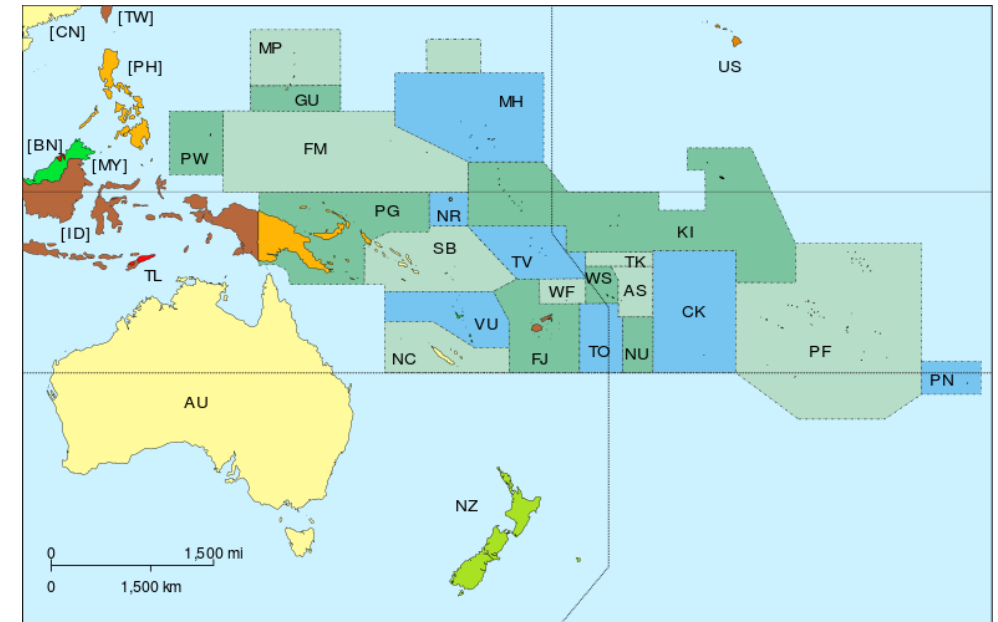 [TW]
[CN]
MP
[PH]
US
GU
MH
[BN]
FM
PW
[MY]
PG
NR
KI
[ID]
SB
TV
TK
TL
WS
WF
AS
VU
CK
NC
FJ
TO
NU
PF
PN
AU
NZ
0 1,500 mi
0 1,500 km